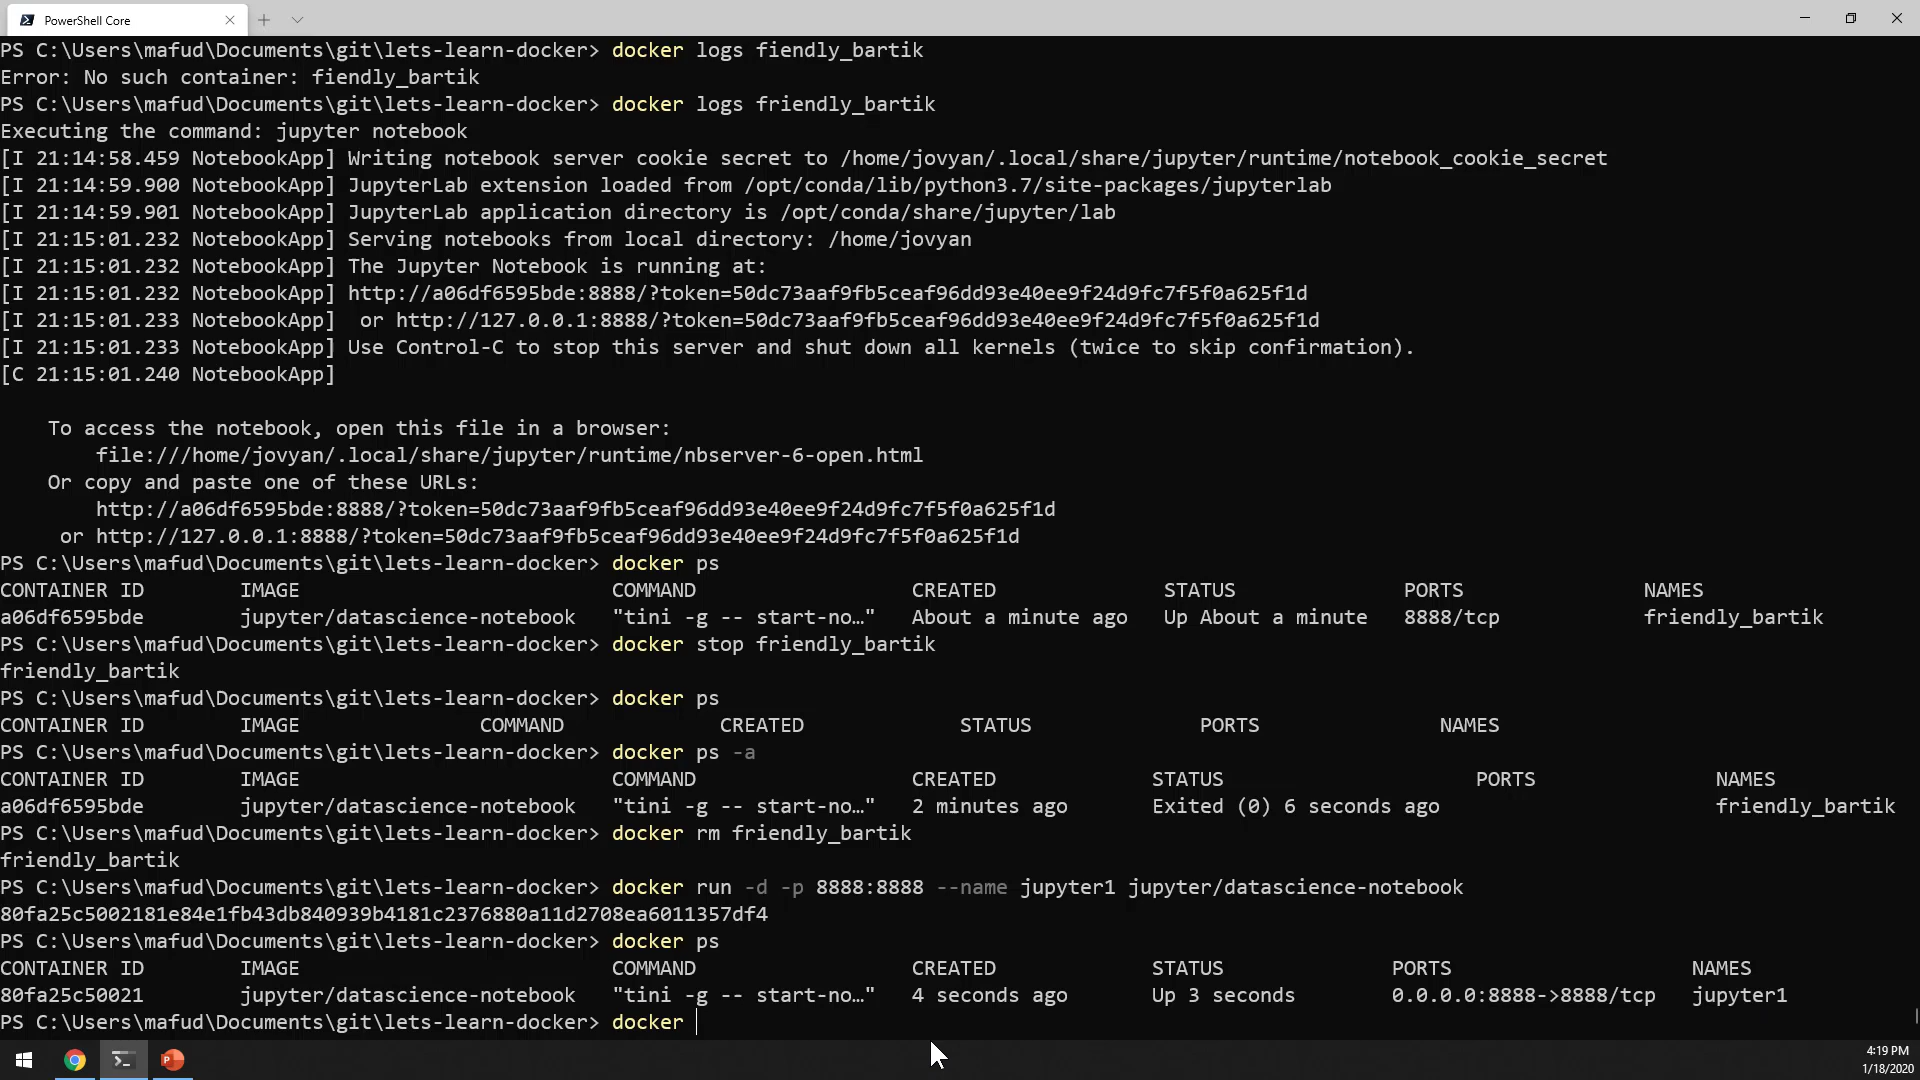 PowerShell Core
PS C:\Users\mafud\Documents\git\lets-learn-docker> docker logs fiendly_bartik
Error: No such container: fiendly_bartik
PS C:\Users\mafud\Documents\git\lets-learn-docker> docker logs friendly_bartik
Executing the command: jupyter notebook
[I 21:14:58.459 NotebookApp] Writing notebook server cookie secret to /home/jovyan/.local/share/jupyter/runtime/notebook_cookie_secret
[I 21:14:59.900 NotebookApp] JupyterLab extension loaded from /opt/conda/lib/python3.7/site-packages/jupyterlab
[I 21:14:59.901 NotebookApp] JupyterLab application directory is /opt/conda/share/jupyter/lab
[I 21:15:01.232 NotebookApp] Serving notebooks from local directory: /home/jovyan
[I 21:15:01.232 NotebookApp] The Jupyter Notebook is running at:
[I 21:15:01.232 NotebookApp] http://a06df6595bde:8888/?token=50dc73aaf9fb5ceaf96dd93e40ee9f24d9fc7f5f0a625f1d
[I 21:15:01.233 NotebookApp]  or http://127.0.0.1:8888/?token=50dc73aaf9fb5ceaf96dd93e40ee9f24d9fc7f5f0a625f1d
[I 21:15:01.233 NotebookApp] Use Control-C to stop this server and shut down all kernels (twice to skip confirmation).
[C 21:15:01.240 NotebookApp]
To access the notebook, open this file in a browser:
file:///home/jovyan/.local/share/jupyter/runtime/nbserver-6-open.html
Or copy and paste one of these URLs:
http://a06df6595bde:8888/?token=50dc73aaf9fb5ceaf96dd93e40ee9f24d9fc7f5f0a625f1d
or http://127.0.0.1:8888/?token=50dc73aaf9fb5ceaf96dd93e40ee9f24d9fc7f5f0a625f1d
PS C:\Users\mafud\Documents\git\lets-learn-docker> docker ps
CONTAINER ID        IMAGE                          COMMAND                  CREATED              STATUS              PORTS               NAMES
a06df6595bde        jupyter/datascience-notebook   "tini -g -- start-no…"   About a minute ago   Up About a minute   8888/tcp            friendly_bartik
PS C:\Users\mafud\Documents\git\lets-learn-docker> docker stop friendly_bartik
friendly_bartik
PS C:\Users\mafud\Documents\git\lets-learn-docker> docker ps
CONTAINER ID        IMAGE               COMMAND             CREATED             STATUS              PORTS               NAMES
PS C:\Users\mafud\Documents\git\lets-learn-docker> docker ps -a
CONTAINER ID        IMAGE                          COMMAND                  CREATED             STATUS                     PORTS               NAMES
a06df6595bde        jupyter/datascience-notebook   "tini -g -- start-no…"   2 minutes ago       Exited (0) 6 seconds ago                       friendly_bartik
PS C:\Users\mafud\Documents\git\lets-learn-docker> docker rm friendly_bartik
friendly_bartik
PS C:\Users\mafud\Documents\git\lets-learn-docker> docker run -d -p 8888:8888 --name jupyter1 jupyter/datascience-notebook
80fa25c5002181e84e1fb43db840939b4181c2376880a11d2708ea6011357df4
PS C:\Users\mafud\Documents\git\lets-learn-docker> docker ps
CONTAINER ID        IMAGE                          COMMAND                  CREATED             STATUS              PORTS                    NAMES
80fa25c50021        jupyter/datascience-notebook   "tini -g -- start-no…"   4 seconds ago       Up 3 seconds        0.0.0.0:8888->8888/tcp   jupyter1
PS C:\Users\mafud\Documents\git\lets-learn-docker> docker
4:19 PM
1/18/2020